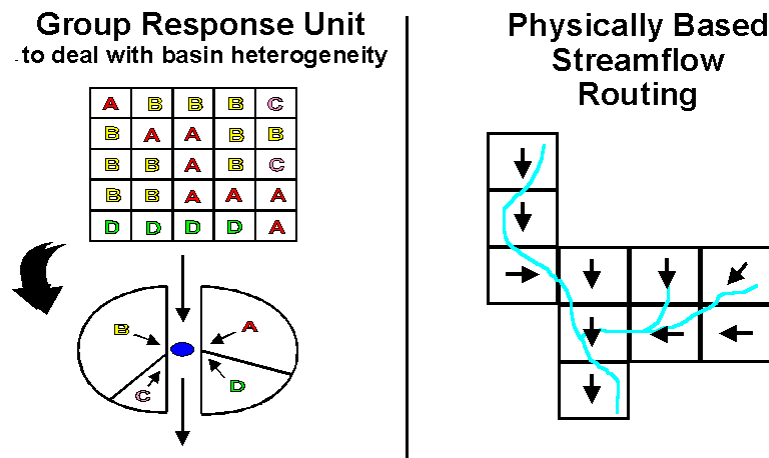 Group Response Unit
to deal with basin heterogeneity
A B B B C
B A A B B
B B A B C
B B A A A
D D D D A
B A
C D
Physically Based
Streamflow
Routing